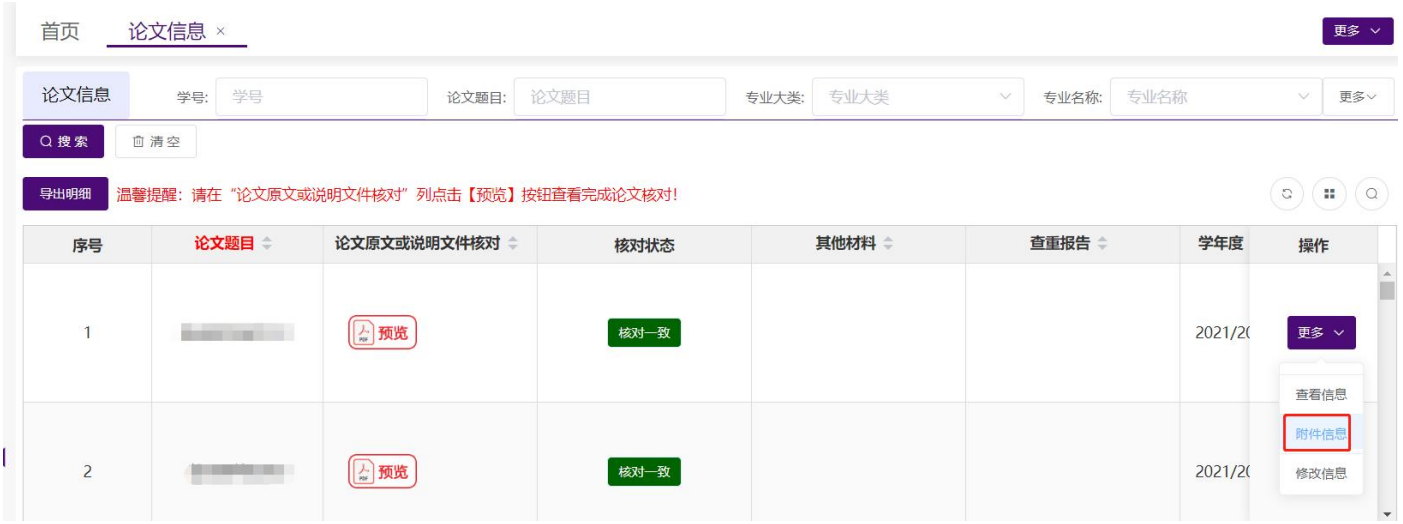 首页 论文信息 × 更多
论文信息 学号: 学号 论文题目: 论文题目 专业大类: 专业大类 专业名称: 专业名称 更多
搜索 清空
导出明细 温馨提醒：请在“论文原文或说明文件核对”列点击【预览】按钮查看完成论文核对！
序号 论文题目 论文原文或说明文件核对 核对状态 其他材料 查重报告 学年度 操作
1 PDF 预览 核对一致 2021/20 更多
查看信息
附件信息
2 PDF 预览 核对一致 2021/20 修改信息